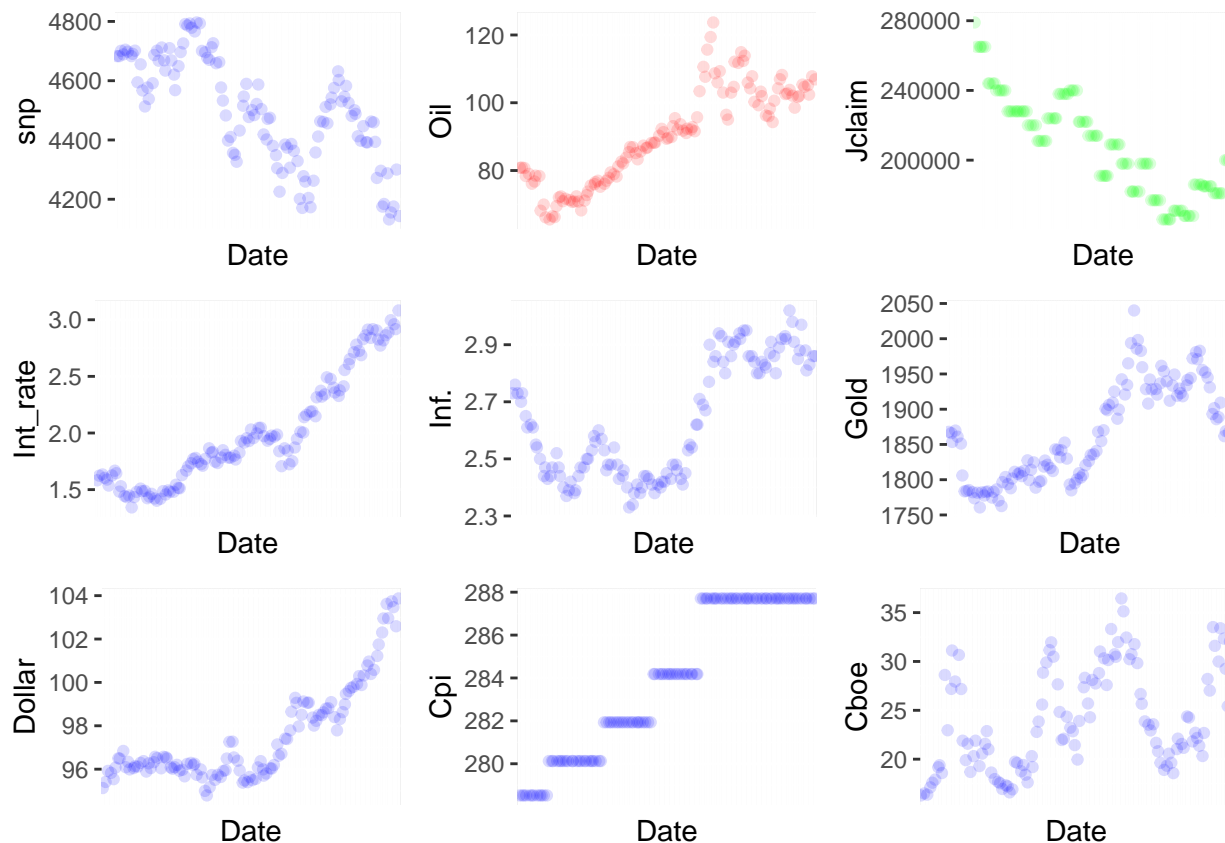 snp
4800
4600
4400
4200
Date
Oil
120
100
80
Date
Jclaim
280000
240000
200000
Date
Int_rate
3.0
2.5
2.0
1.5
Date
Inf.
2.9
2.7
2.5
2.3
Date
Gold
2050
2000
1950
1900
1850
1800
1750
Date
Dollar
104
102
100
98
96
Date
Cpi
288
286
284
282
280
Date
Cboe
35
30
25
20
Date